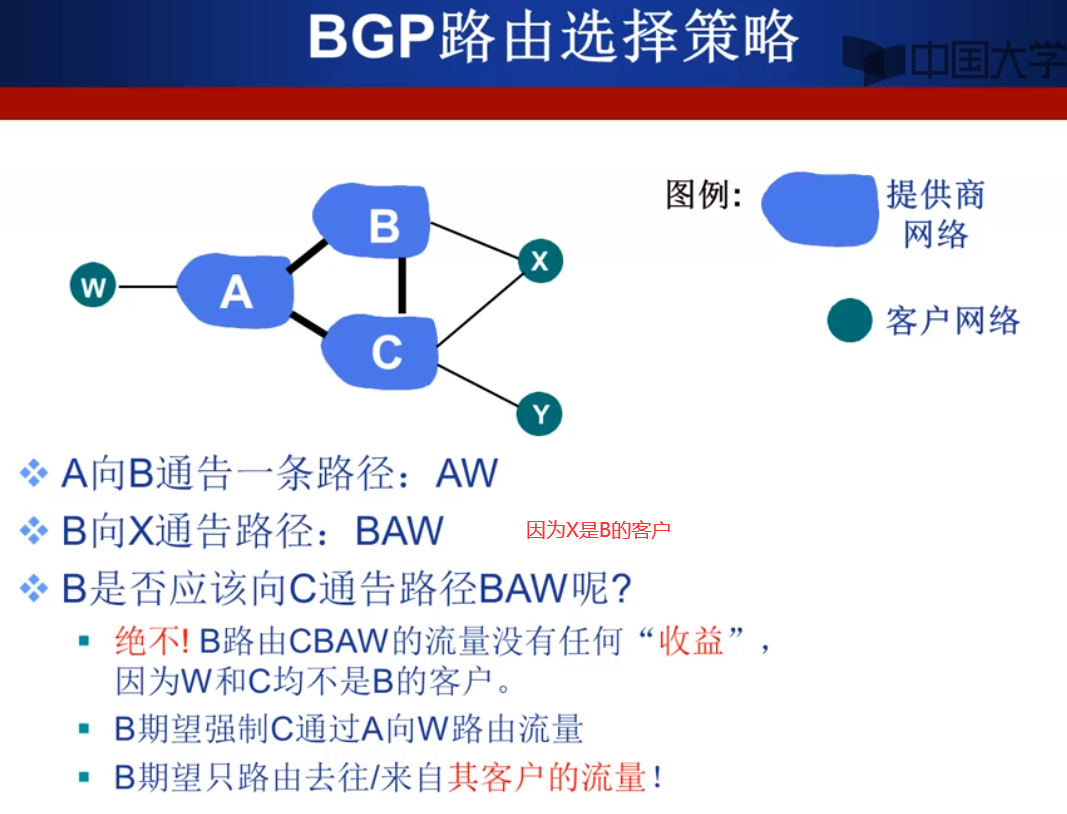 BGP路由选择策略
中国大学
图例:
提供商
网络
B
X
W
A
客户网络
C
Y
A向B通告一条路径：AW
B向X通告路径：BAW
因为X是B的客户
B是否应该向C通告路径BAW呢?
绝不! B路由CBAW的流量没有任何“收益”，
因为W和C均不是B的客户。
B期望强制C通过A向W路由流量
B期望只路由去往/来自其客户的流量!